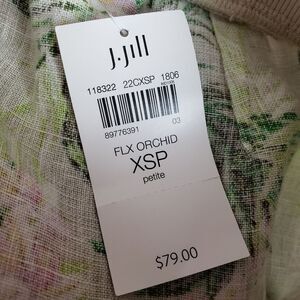 J.Jill
118322 22CXSP 1806
89776391 03
FLX ORCHID
XSP
petite
$79.00